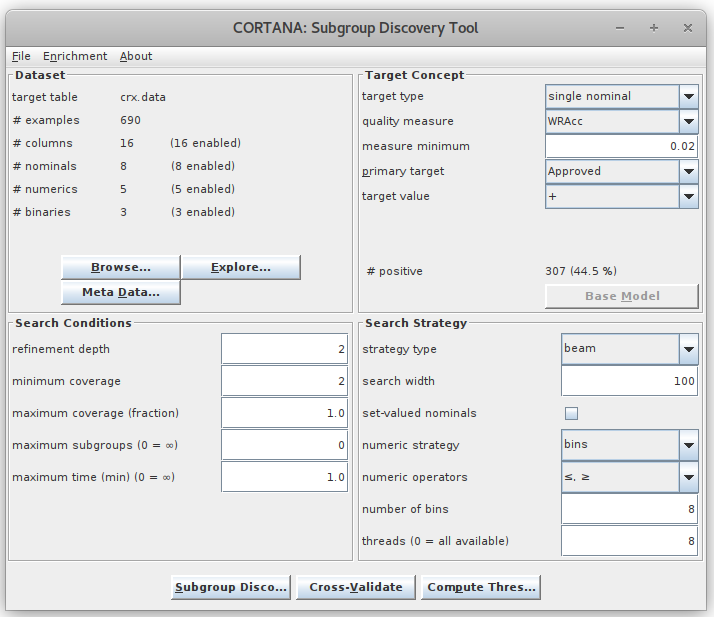 CORTANA: Subgroup Discovery Tool
File Enrichment About
Dataset
target table crx.data
# examples 690
# columns 16 (16 enabled)
# nominals 8 (8 enabled)
# numerics 5 (5 enabled)
# binaries 3 (3 enabled)
Browse... Explore...
Meta Data...
Target Concept
target type single nominal
quality measure WRAcc
measure minimum 0.02
primary target Approved
target value +
# positive 307 (44.5 %)
Base Model
Search Conditions
refinement depth 2
minimum coverage 2
maximum coverage (fraction) 1.0
maximum subgroups (0 = ∞) 0
maximum time (min) (0 = ∞) 1.0
Search Strategy
strategy type beam
search width 100
set-valued nominals
numeric strategy bins
numeric operators ≤, ≥
number of bins 8
threads (0 = all available) 8
Subgroup Disco... Cross-Validate Compute Thres...